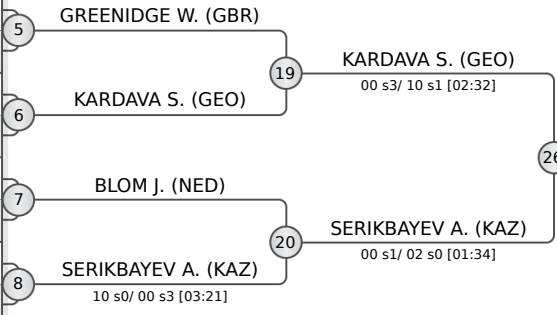 GREENIDGE W. (GBR)
5
KARDAVA S. (GEO)
19
00 s3/ 10 s1 [02:32]
KARDAVA S. (GEO)
6
26
BLOM J. (NED)
7
SERIKBAYEV A. (KAZ)
20
00 s1/ 02 s0 [01:34]
SERIKBAYEV A. (KAZ)
8
10 s0/ 00 s3 [03:21]